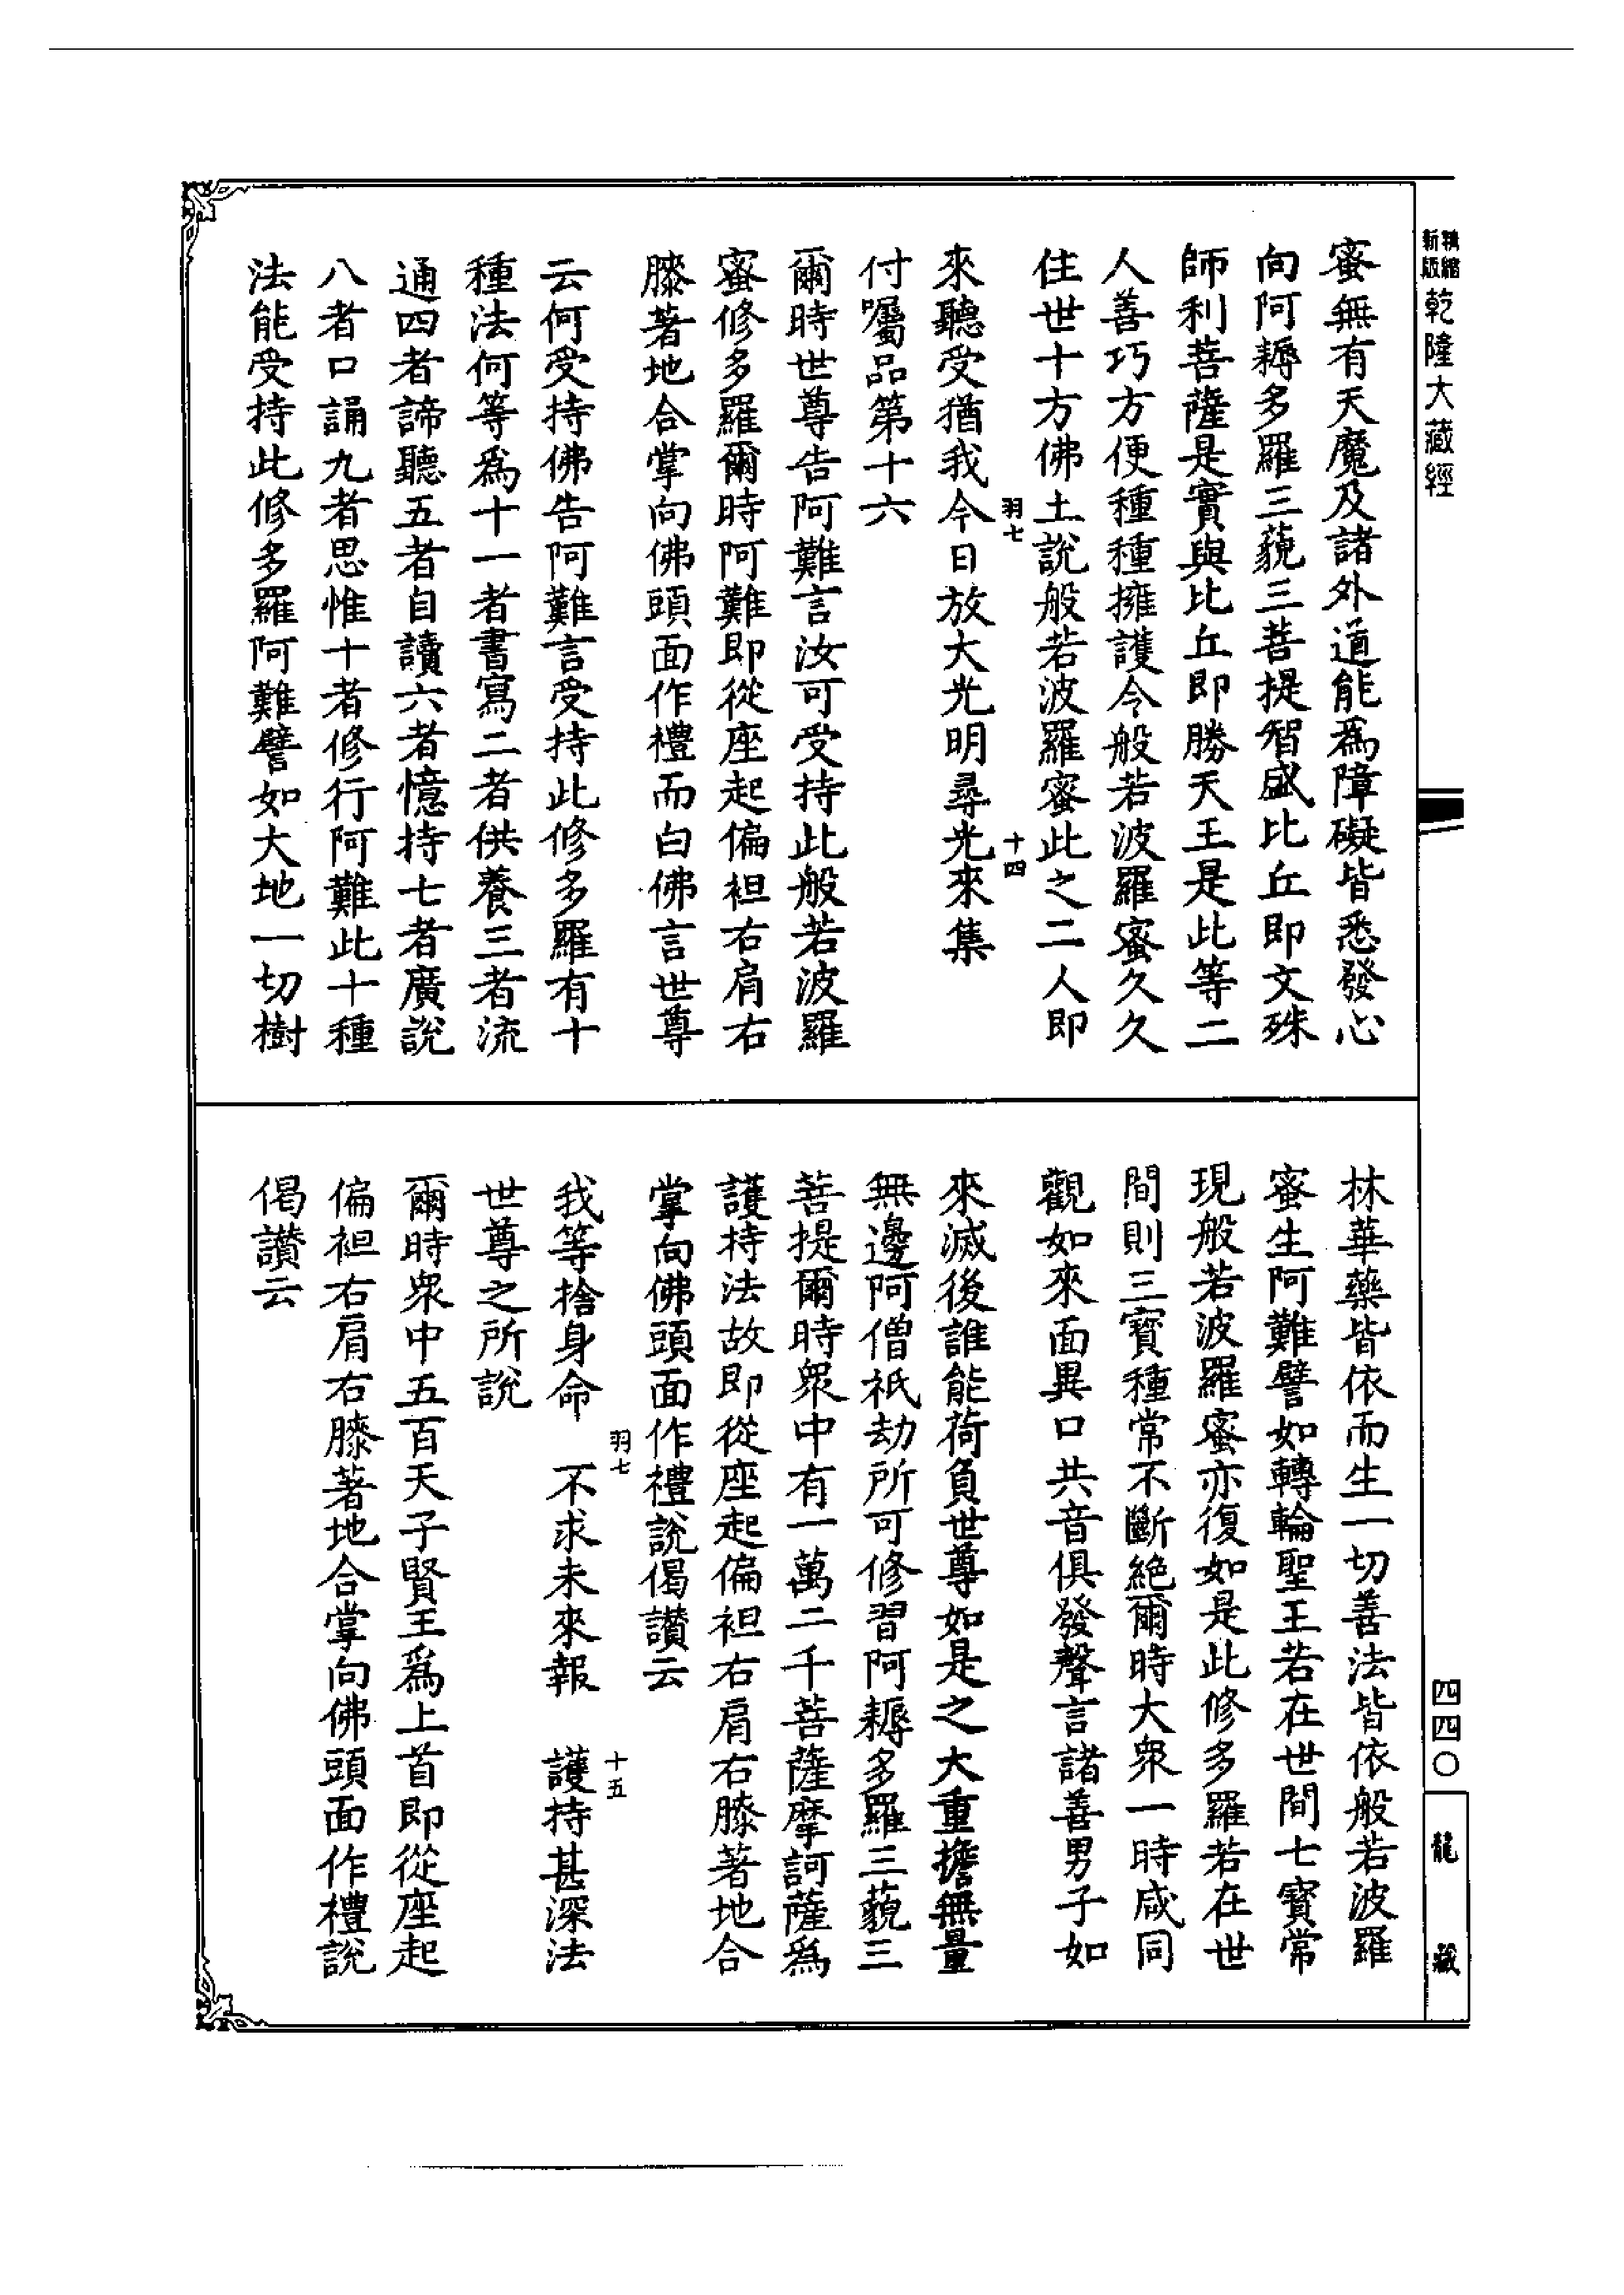 精縮新版乾隆大藏經
蜜無有天魔及諸外道能爲障礙皆悉發心
向阿耨多羅三藐三菩提智盛比丘即文殊
師利菩薩是實與比丘即勝天王是此等二
人善巧方便種種擁護令般若波羅蜜久久
住世十方佛土說般若波羅蜜此之二人即
羽七
十四
來聽受猶我今日放大光明尋光來集
付囑品第十六
爾時世尊告阿難言汝可受持此般若波羅
蜜修多羅爾時阿難即從座起偏袒右肩右
膝著地合掌向佛頭面作禮而白佛言世尊
云何受持佛告阿難言受持此修多羅有十
種法何等爲十一者書寫二者供養三者流
通四者諦聽五者自讀六者憶持七者廣說
八者口誦九者思惟十者修行阿難此十種
法能受持此修多羅阿難譬如大地一切樹
林華藥皆依而生一切善法皆依般若波羅
蜜生阿難譬如轉輪聖王若在世間七寶常
現般若波羅蜜亦復如是此修多羅若在世
間則三寶種常不斷絕爾時大衆一時咸同
觀如來面異口共音俱發聲言諸善男子如
來滅後誰能荷負世尊如是之大重擔無量
無邊阿僧祇劫所可修習阿耨多羅三藐三
菩提爾時衆中有一萬二千菩薩摩訶薩爲
護持法故即從座起偏袒右肩右膝著地合
掌向佛頭面作禮說偈讚云
羽七
十五
我等捨身命　不求未來報　護持甚深法
世尊之所說
爾時衆中五百天子賢王爲上首即從座起
偏袒右肩右膝著地合掌向佛頭面作禮說
偈讚云
四四〇
龍藏